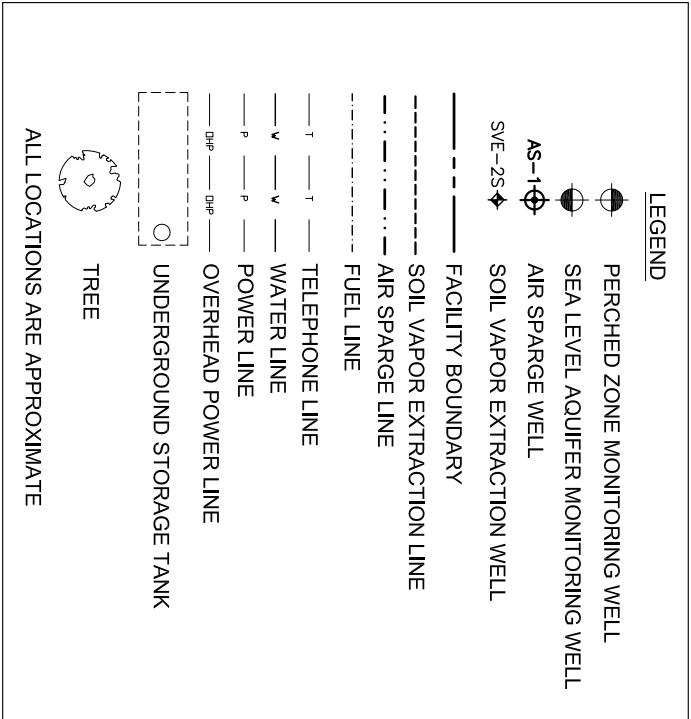 LEGEND
PERCHED ZONE MONITORING WELL
SEA LEVEL AQUIFER MONITORING WELL
AS-1 AIR SPARGE WELL
SVE-2S SOIL VAPOR EXTRACTION WELL
FACILITY BOUNDARY
SOIL VAPOR EXTRACTION LINE
AIR SPARGE LINE
FUEL LINE
T T TELEPHONE LINE
W W WATER LINE
P P POWER LINE
OHP OHP OVERHEAD POWER LINE
UNDERGROUND STORAGE TANK
TREE
ALL LOCATIONS ARE APPROXIMATE